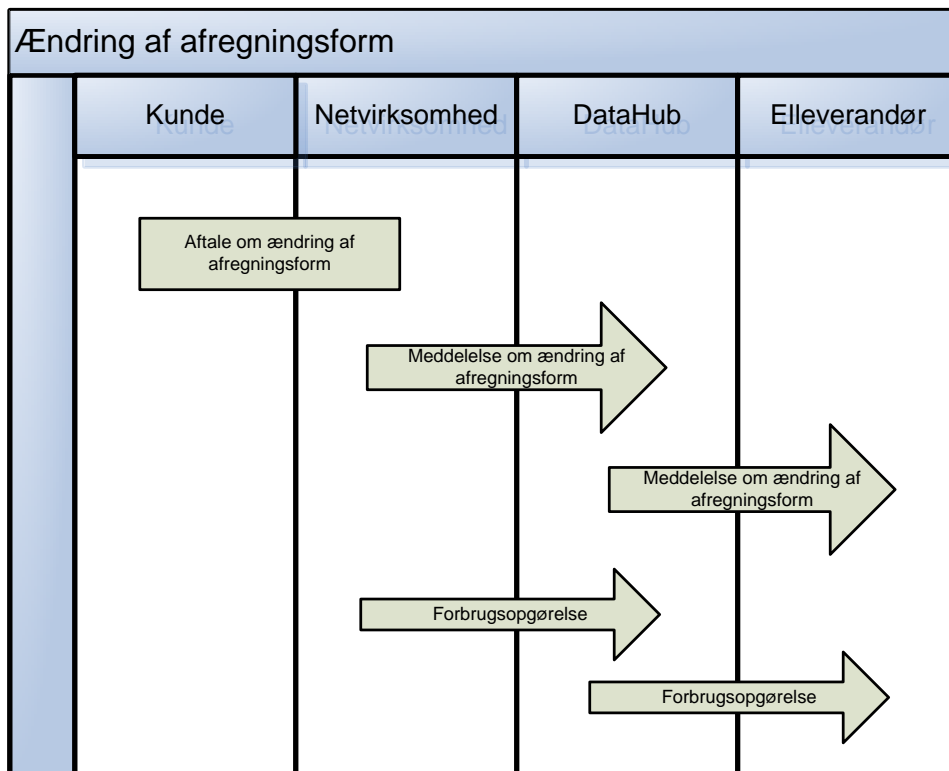 Ændring af afregningsform
Kunde
Netvirksomhed
DataHub
Elleverandør
Aftale om ændring af
afregningsform
Meddelelse om ændring af
afregningsform
Meddelelse om ændring af
afregningsform
Forbrugsopgørelse
Forbrugsopgørelse